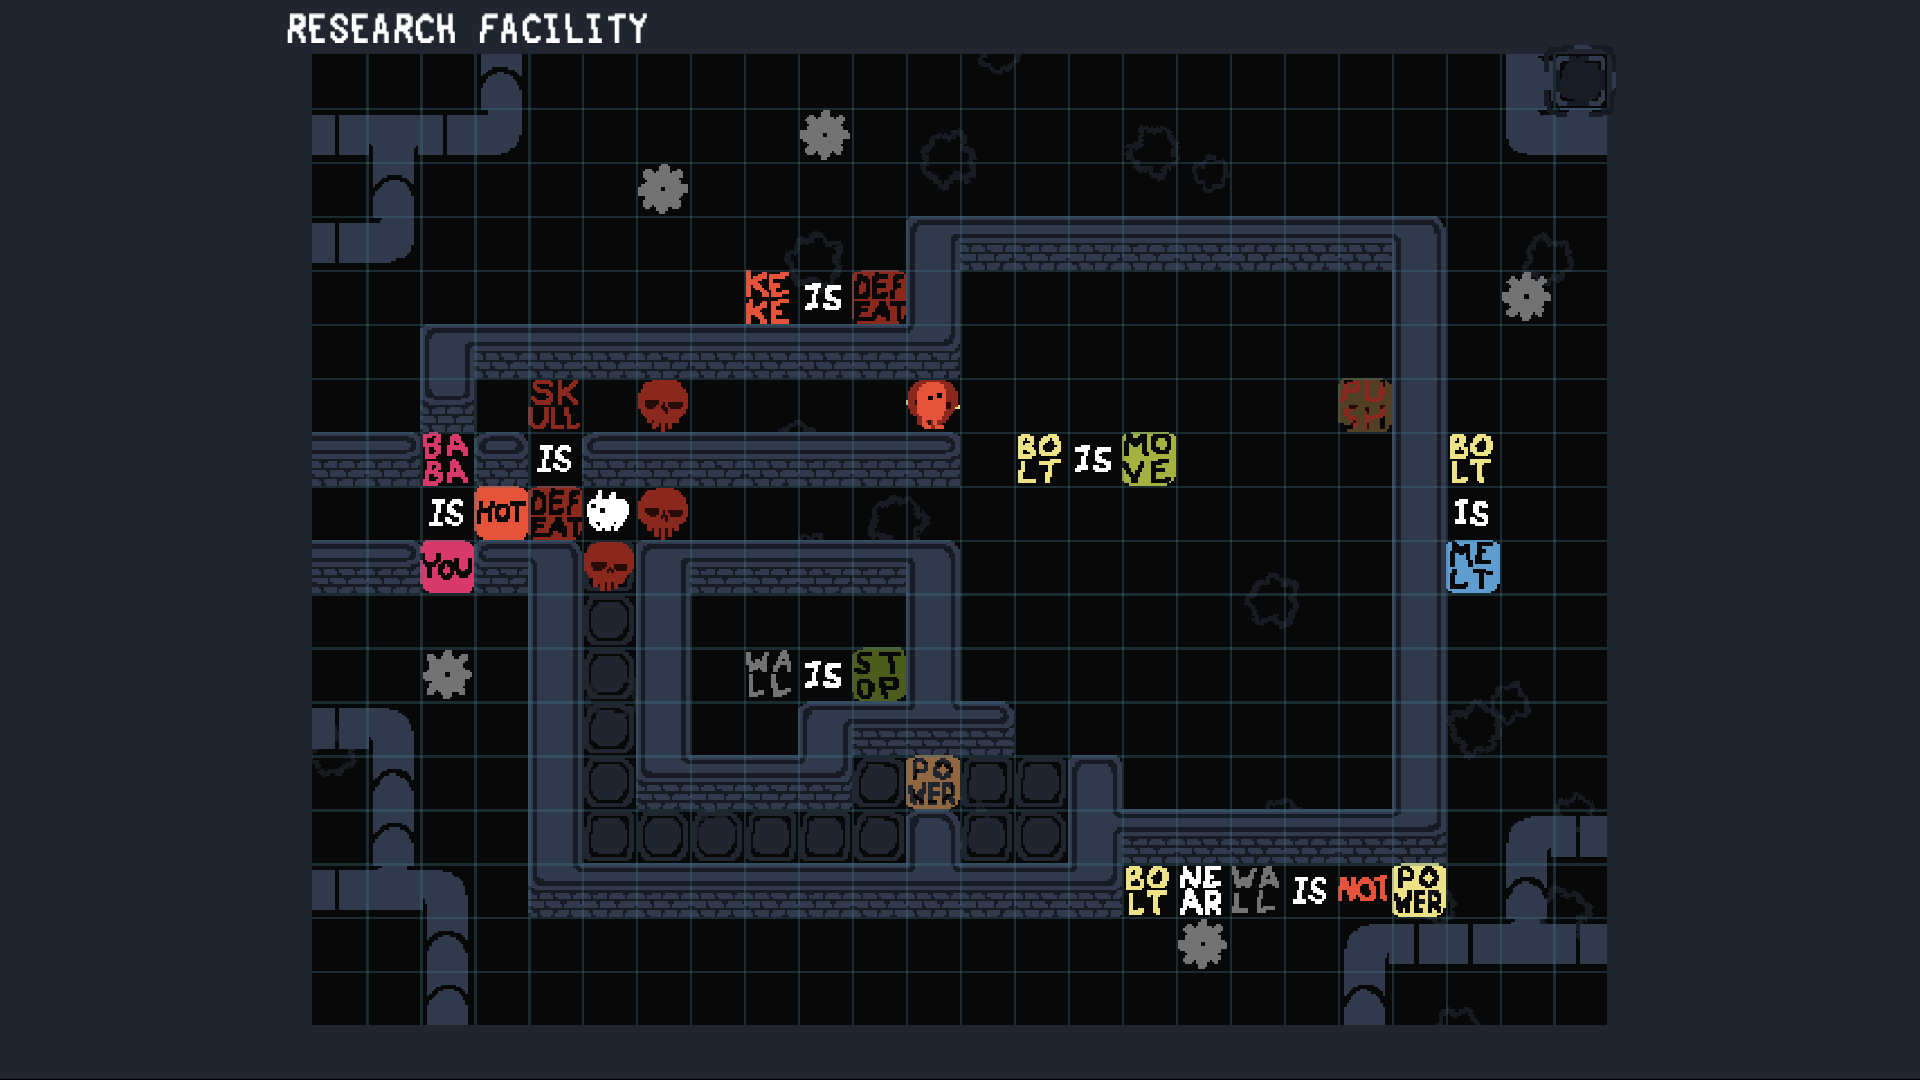 RESEARCH FACILITY
KEKE IS DEFEAT
SKULL PUSH
BABA IS BOLT IS MOVE BOLT
IS HOT DEFEAT IS
YOU MELT
WALL IS STOP
POWER
BOLT NEAR WALL IS NOT POWER